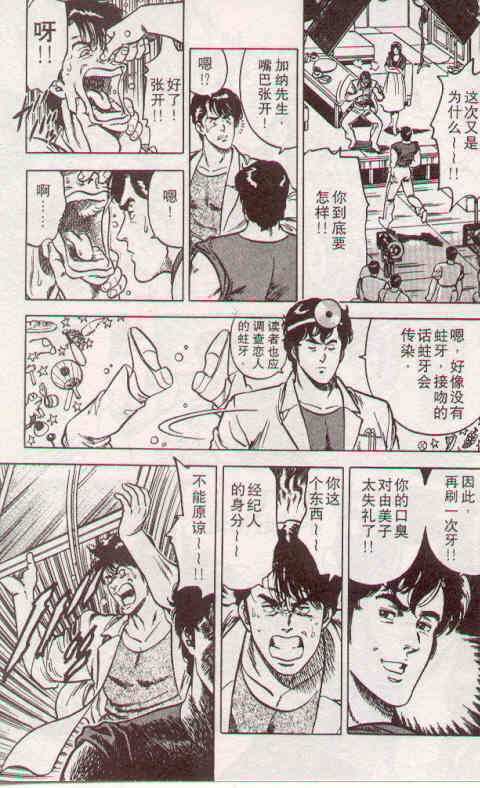 这次又是
为什么~~!!
你到底要
怎样!!
加纳先生，
嘴巴张开！
嗯!?
好了！
张开!!
呀!!
嗯！
啊……
嗯，好像没有
蛀牙，接吻的
话蛀牙会
传染．
读者也应
调查恋人
的蛀牙．
因此．
再刷一次牙!!
你的口臭
对由美子
太失礼了!!
你这
个东西~~
经纪人
的身分~~
不能原谅~~!!